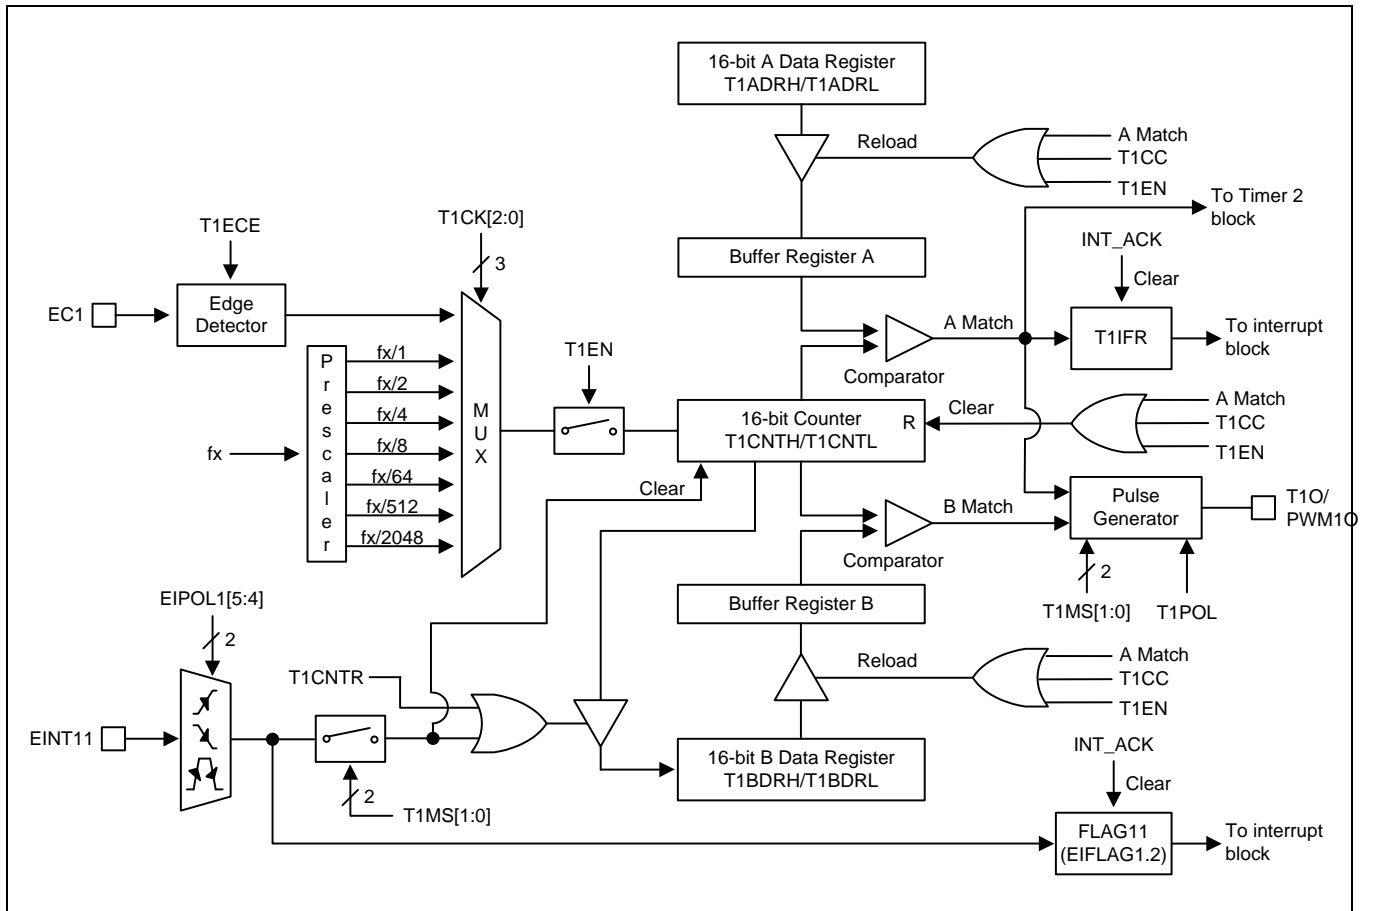 16-bit A Data Register
T1ADRH/T1ADRL
Reload
A Match
T1CC
T1EN
To Timer 2
block
T1ECE
T1CK[2:0]
3
Buffer Register A
INT_ACK
Clear
EC1
Edge
Detector
A Match
T1IFR
To interrupt
block
Comparator
Prescaler
fx/1
fx/2
fx/4
fx/8
fx/64
fx/512
fx/2048
fx
MUX
T1EN
16-bit Counter
T1CNTH/T1CNTL
R
Clear
A Match
T1CC
T1EN
Clear
B Match
Comparator
Pulse
Generator
T1O/
PWM1O
2
T1MS[1:0]
T1POL
Buffer Register B
EIPOL1[5:4]
2
Reload
A Match
T1CC
T1EN
T1CNTR
EINT11
2
T1MS[1:0]
16-bit B Data Register
T1BDRH/T1BDRL
INT_ACK
Clear
FLAG11
(EIFLAG1.2)
To interrupt
block